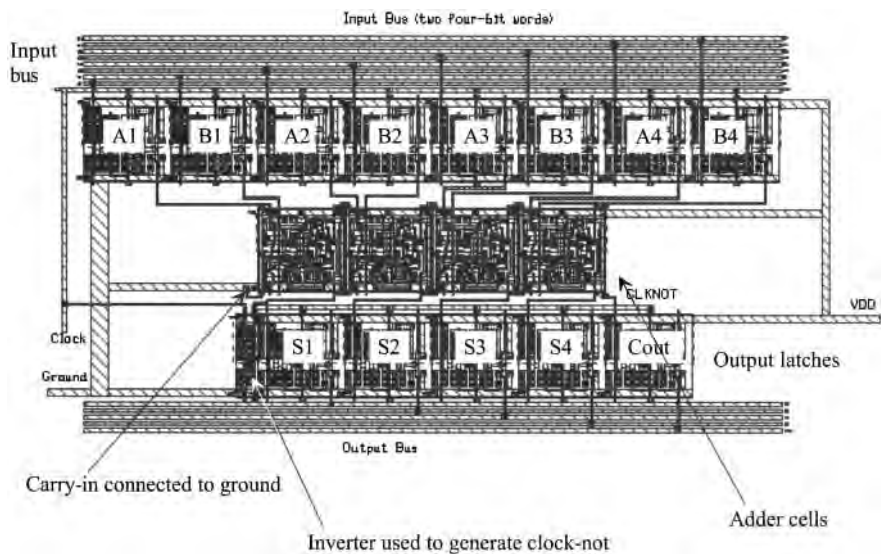 Input Bus (two four-bit words)
Input
bus
A1 B1 A2 B2 A3 B3 A4 B4
CLKNOT
VDD
Clock
S1 S2 S3 S4 Cout
Output latches
Ground
Output Bus
Carry-in connected to ground
Adder cells
Inverter used to generate clock-not